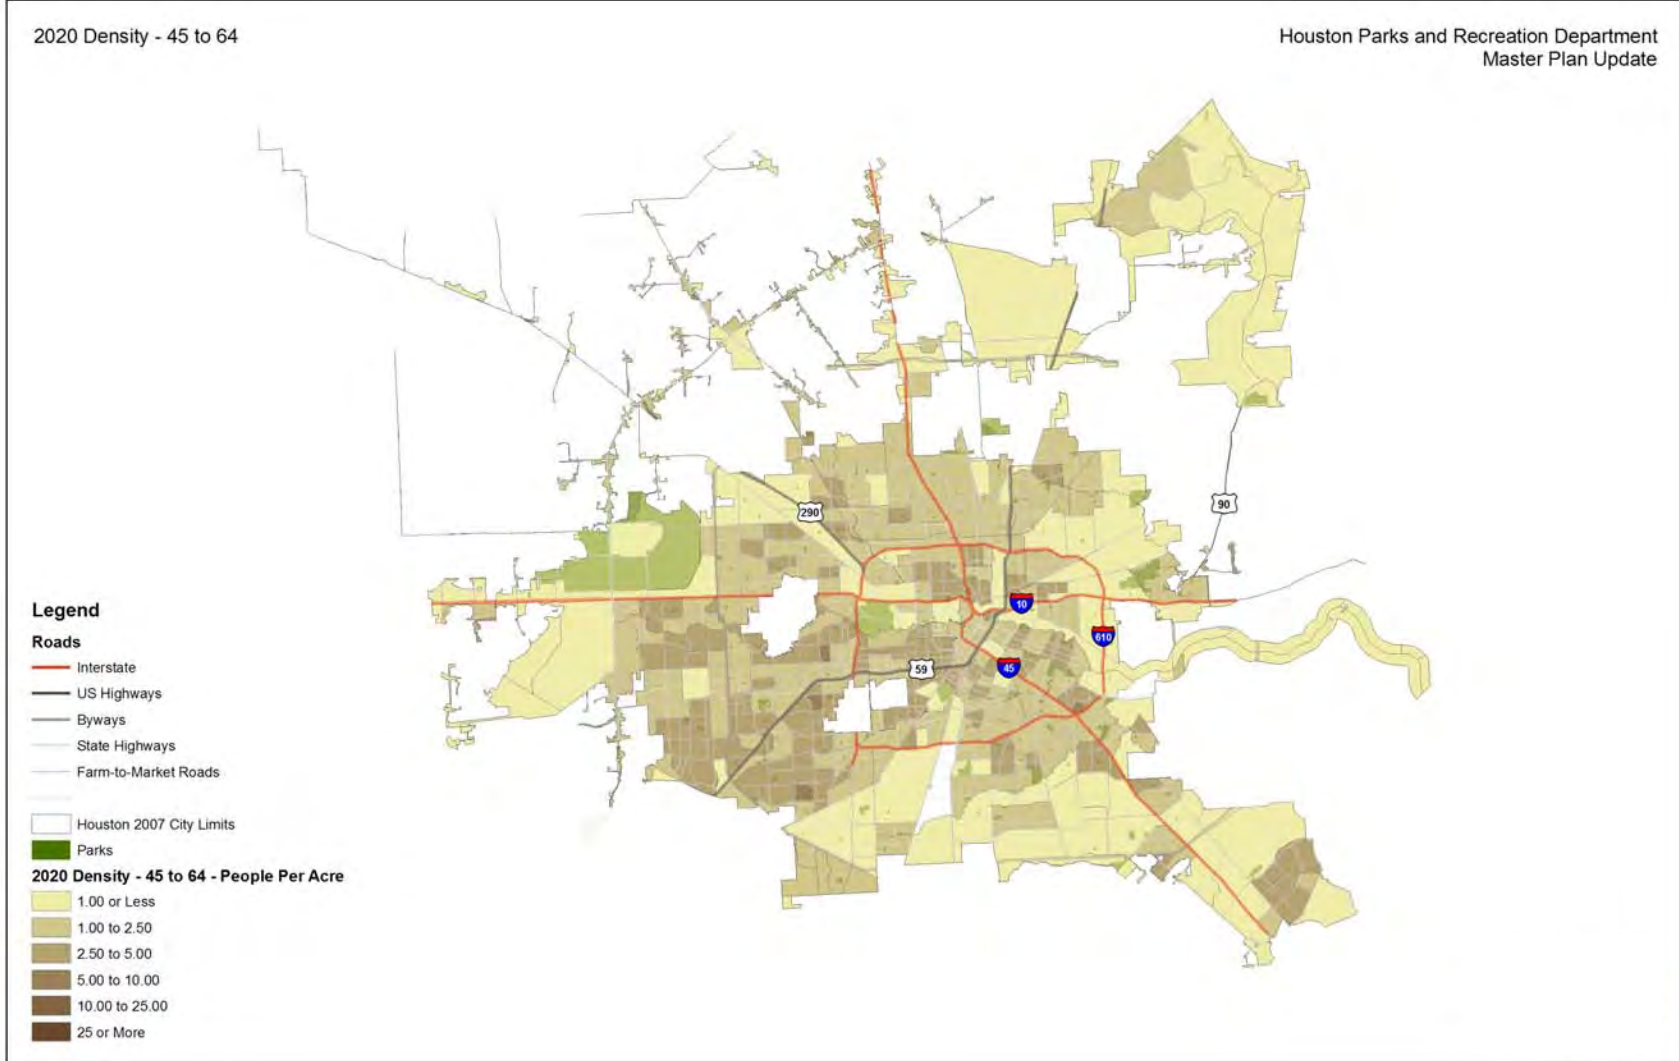 2020 Density - 45 to 64
Houston Parks and Recreation Department
Master Plan Update
290
90
10
610
59
45
Legend
Roads
Interstate
US Highways
Byways
State Highways
Farm-to-Market Roads
Houston 2007 City Limits
Parks
2020 Density - 45 to 64 - People Per Acre
1.00 or Less
1.00 to 2.50
2.50 to 5.00
5.00 to 10.00
10.00 to 25.00
25 or More